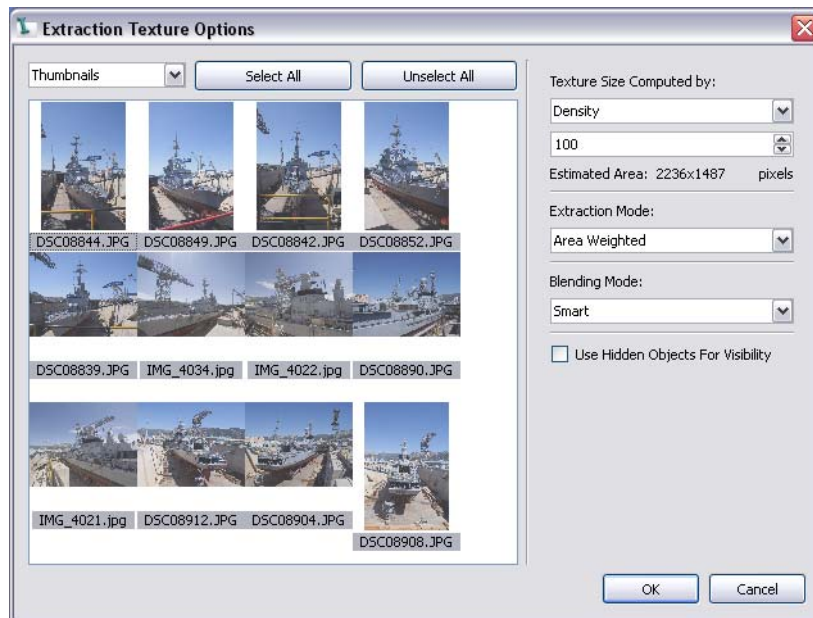 Extraction Texture Options
Thumbnails
Select All
Unselect All
DSC08844.JPG DSC08849.JPG DSC08842.JPG DSC08852.JPG
DSC08839.JPG IMG_4034.jpg IMG_4022.jpg DSC08890.JPG
IMG_4021.jpg DSC08912.JPG DSC08904.JPG
DSC08908.JPG
Texture Size Computed by:
Density
100
Estimated Area: 2236x1487 pixels
Extraction Mode:
Area Weighted
Blending Mode:
Smart
Use Hidden Objects For Visibility
OK
Cancel